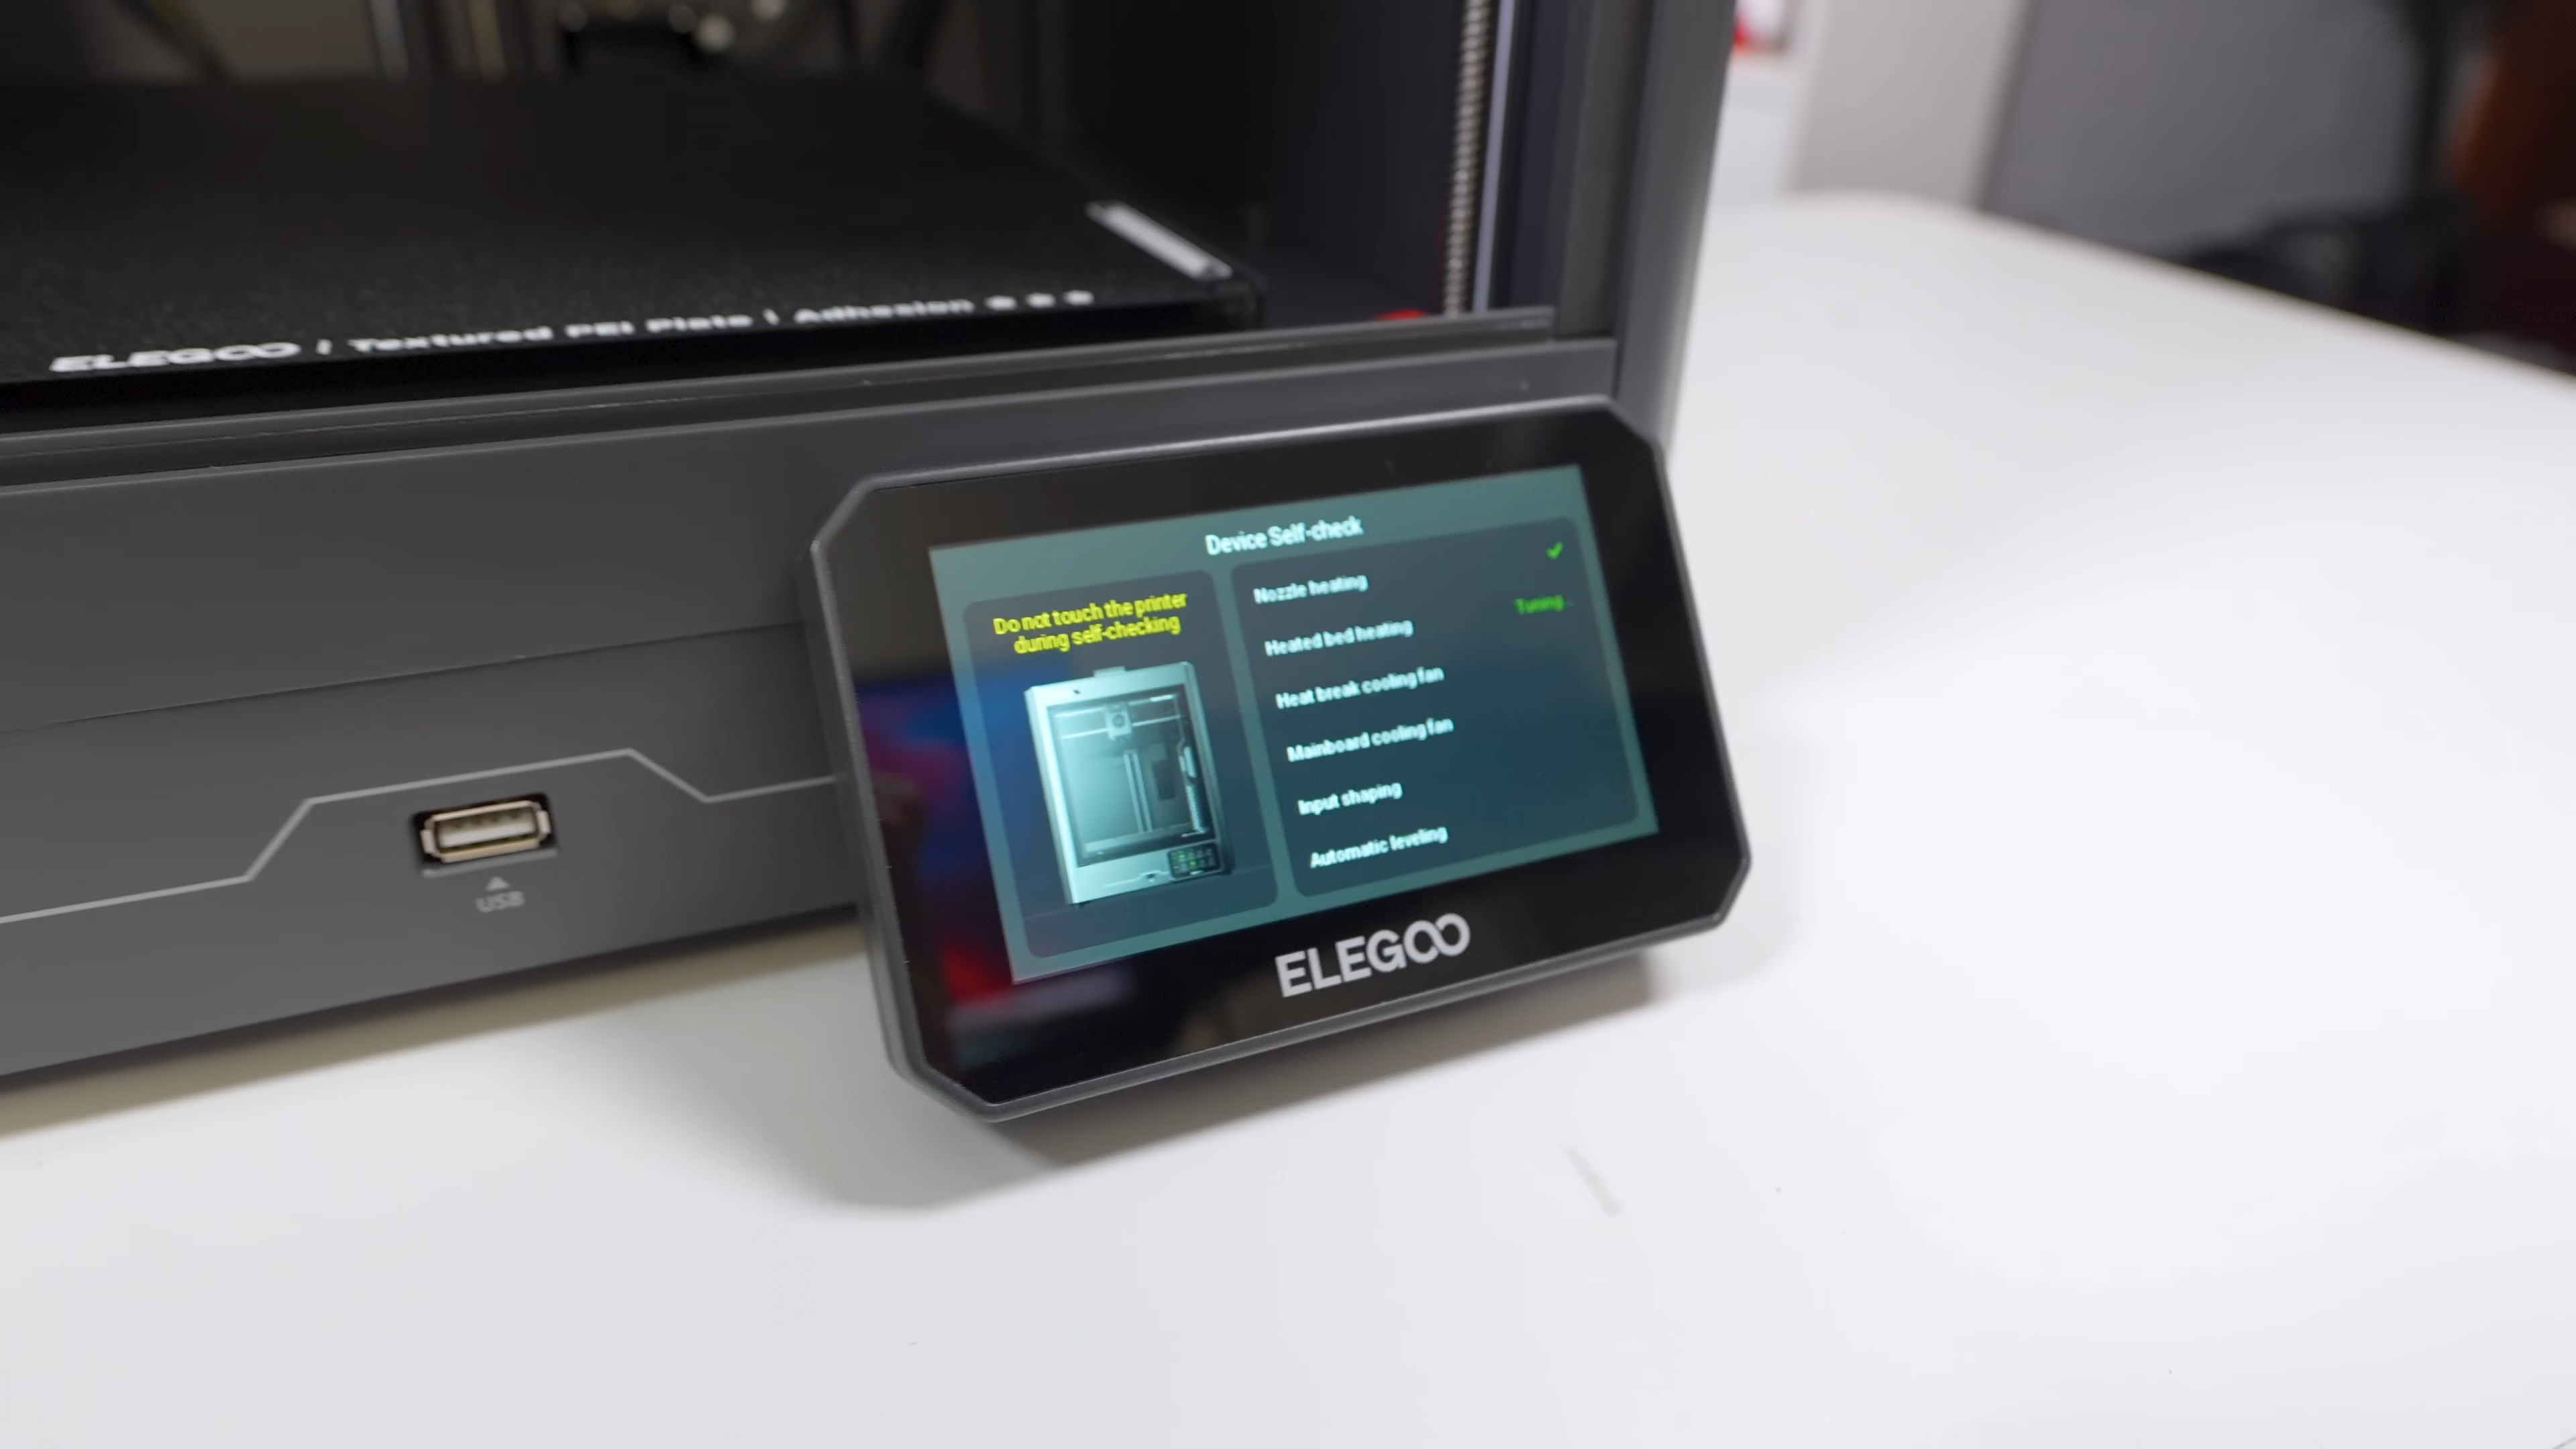 ELEGOO / Textured PEI Plate | Adhesion
Device Self-check
Do not touch the printer
during self-checking
Nozzle heating
Heated bed heating
Tuning..
Heat break cooling fan
Mainboard cooling fan
Input shaping
Automatic leveling
ELEGOO
USB